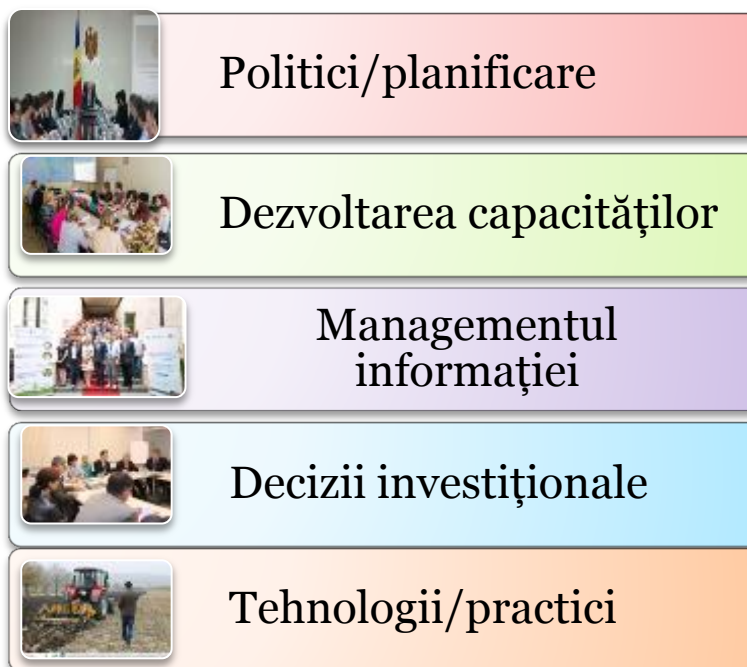 Politici/planificare
Dezvoltarea capacităților
Managementul
informației
Decizii investiționale
Tehnologii/practici